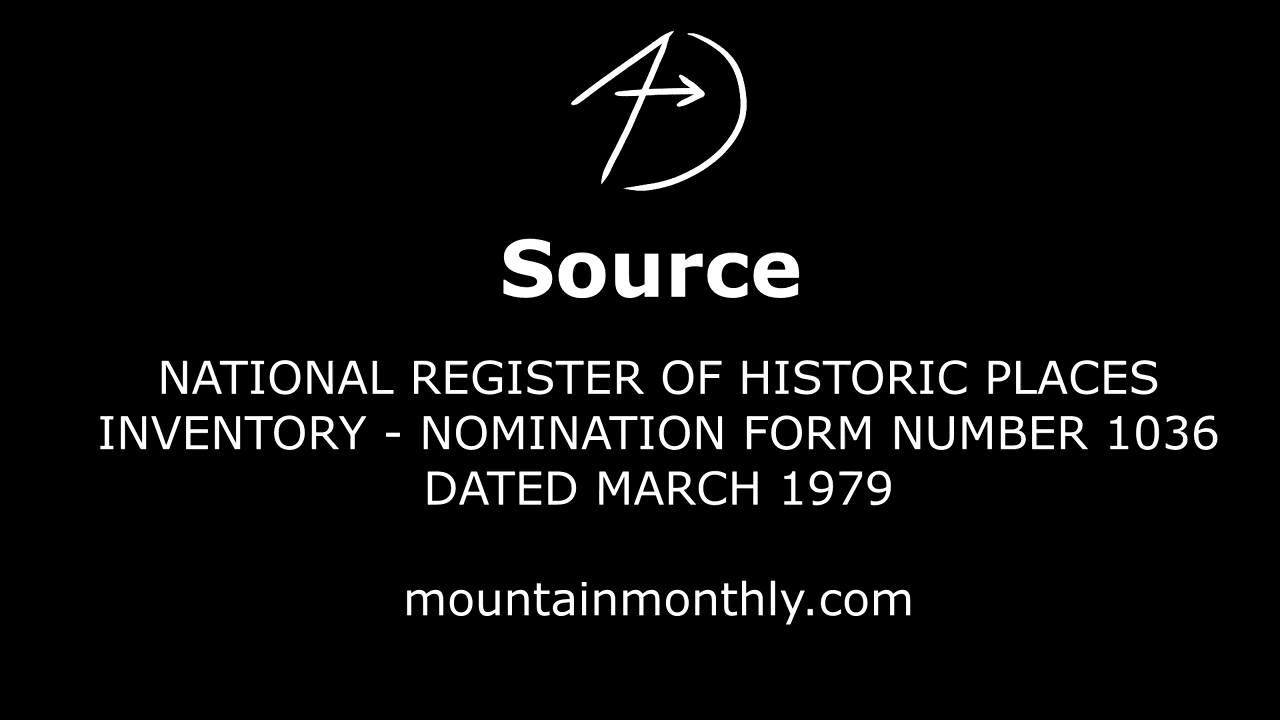 Source
NATIONAL REGISTER OF HISTORIC PLACES
INVENTORY - NOMINATION FORM NUMBER 1036
DATED MARCH 1979
mountainmonthly.com